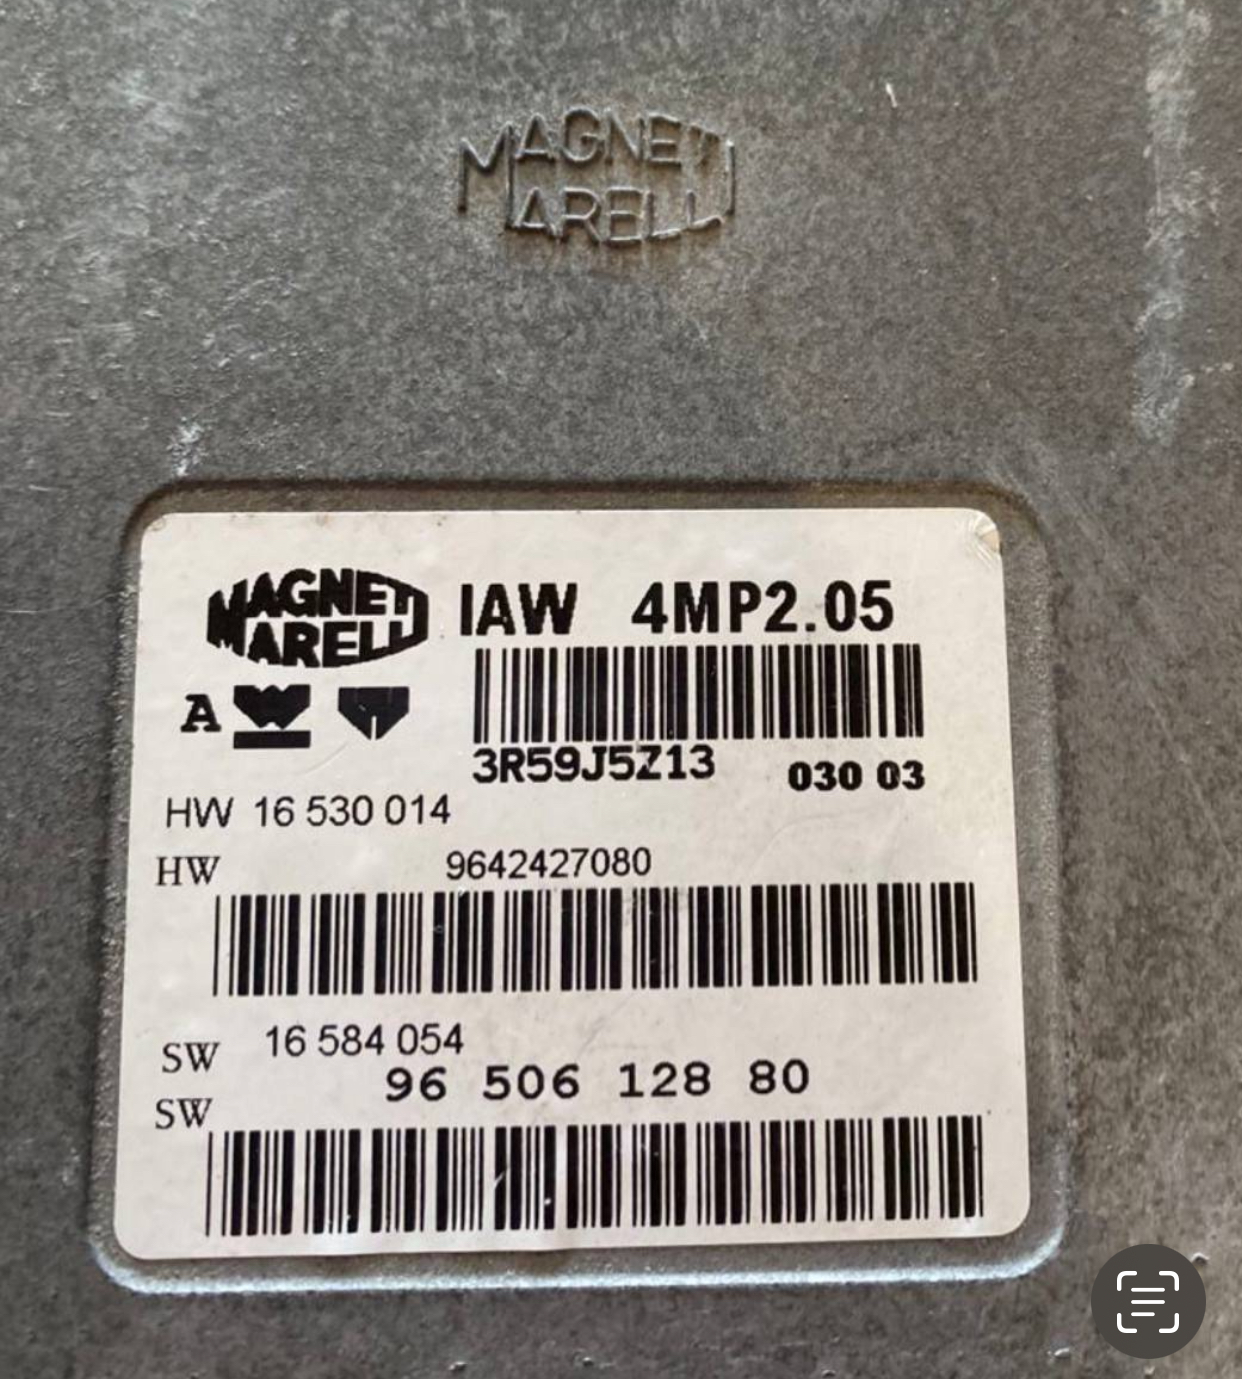 MAGNETI
MARELLI
MAGNETI
MARELLI
IAW 4MP2.05
A W
3R59J5Z13
030 03
HW 16 530 014
HW 9642427080
SW 16 584 054
96 506 128 80
SW